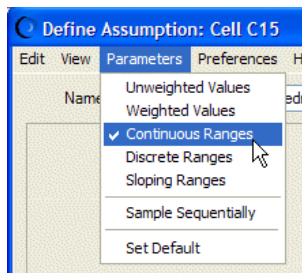 Define Assumption: Cell C15
Edit View Parameters Preferences H
Name
Unweighted Values
Weighted Values
Continuous Ranges
Discrete Ranges
Sloping Ranges
Sample Sequentially
Set Default